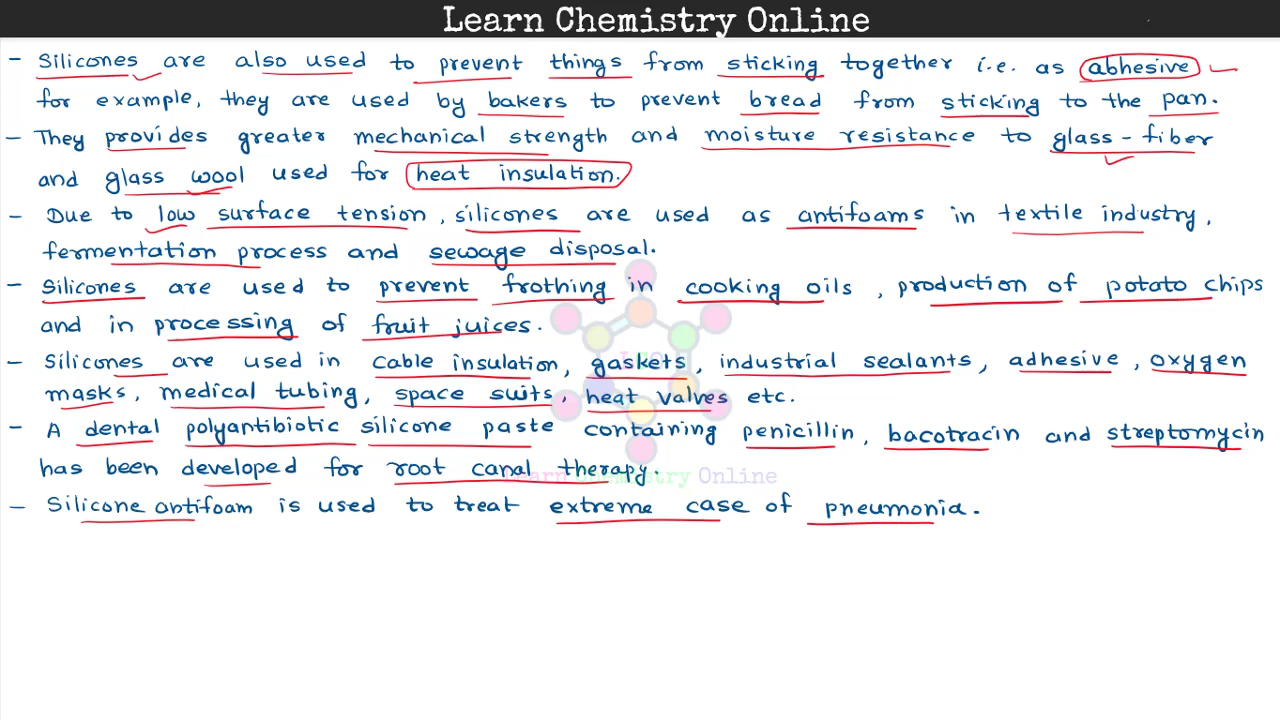 Learn Chemistry Online
- Silicones are also used to prevent things from sticking together i.e. as abhesive
for example, they are used by bakers to prevent bread from sticking to the pan.
- They provides greater mechanical strength and moisture resistance to glass-fiber
and glass wool used for heat insulation.
- Due to low surface tension, silicones are used as antifoams in textile industry,
fermentation process and sewage disposal.
- Silicones are used to prevent frothing in cooking oils, production of potato chips
and in processing of fruit juices.
- Silicones are used in cable insulation, gaskets, industrial sealants, adhesive, oxygen
masks, medical tubing, space suits, heat valves etc.
- A dental polyantibiotic silicone paste containing penicillin, bacotracin and streptomycin
has been developed for root canal therapy.
Learn Chemistry Online
- Silicone antifoam is used to treat extreme case of pneumonia.